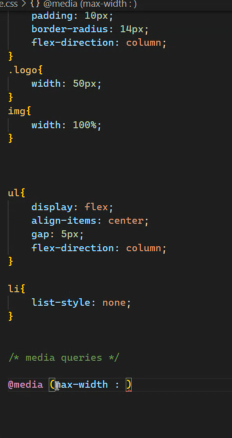 e.css > {} @media (max-width : )
padding: 10px;
border-radius: 14px;
flex-direction: column;
}
.logo{
width: 50px;
}
img{
width: 100%;
}
ul{
display: flex;
align-items: center;
gap: 5px;
flex-direction: column;
}
li{
list-style: none;
}
/* media queries */
@media (max-width : )